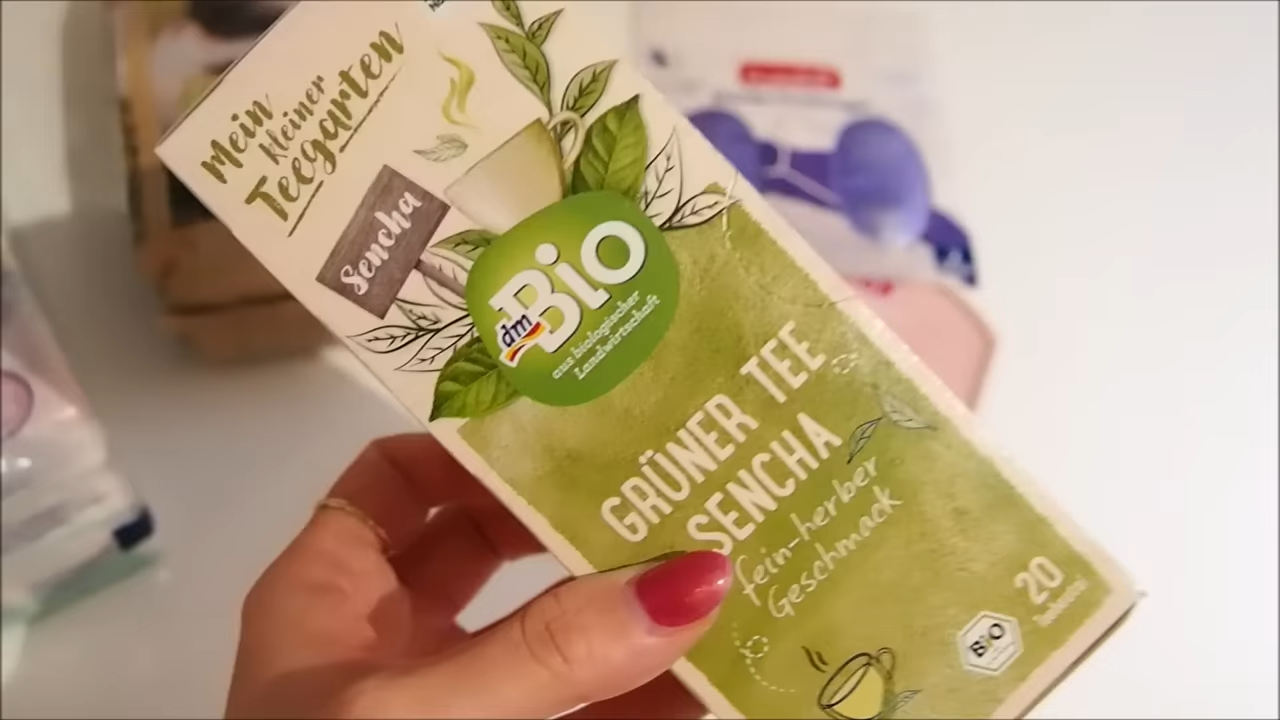 Mein
kleiner
Teegarten
Sencha
dm
Bio
aus biologischer
Landwirtschaft
GRÜNER TEE
SENCHA
fein-herber
Geschmack
20
Bio